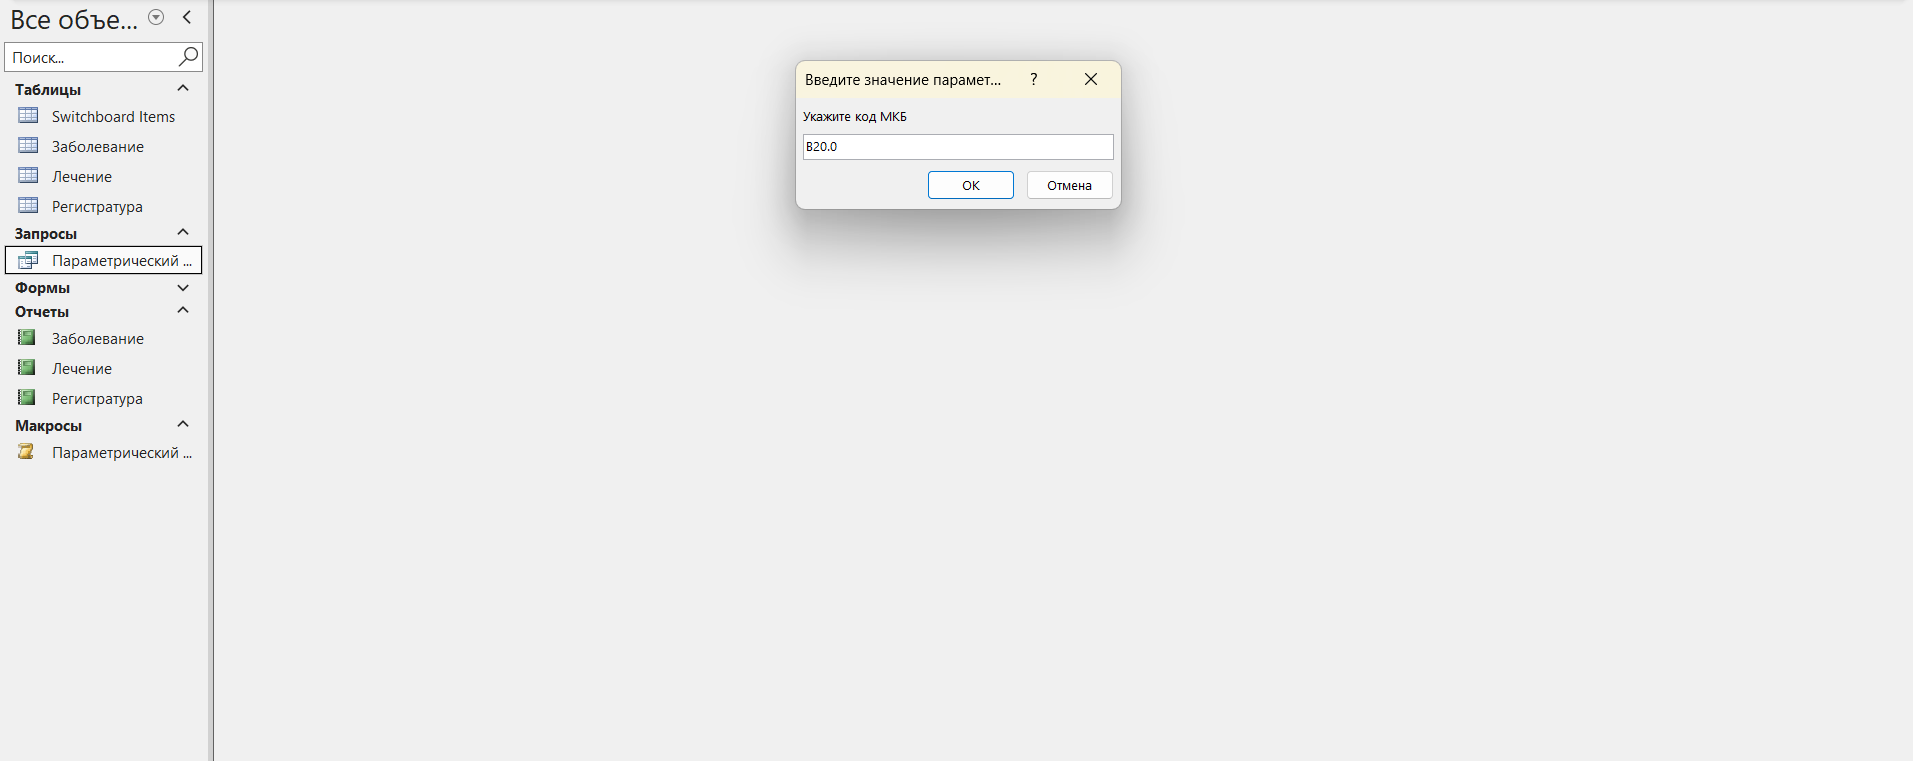 Все объе...
Поиск...
Таблицы
Switchboard Items
Заболевание
Лечение
Регистратура
Запросы
Параметрический ...
Формы
Отчеты
Заболевание
Лечение
Регистратура
Макросы
Параметрический ...
Введите значение парамет... ?
Укажите код МКБ
B20.0
ОК Отмена